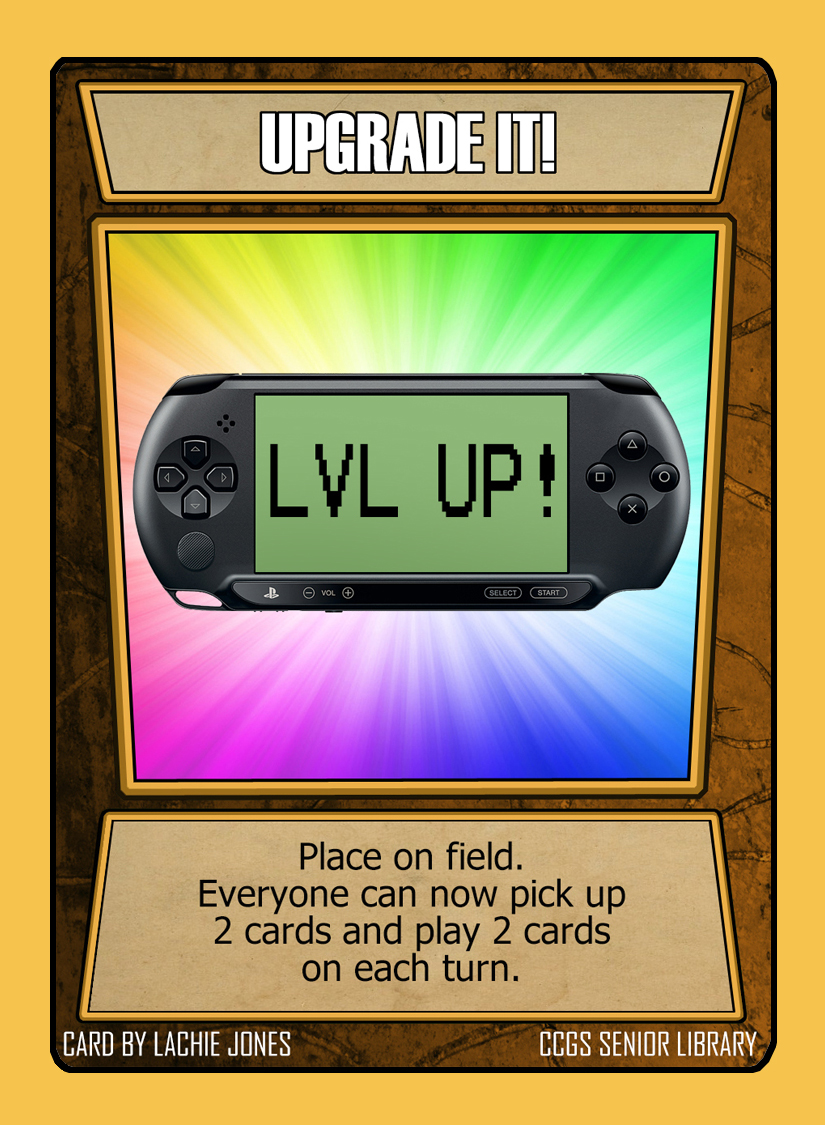 UPGRADE IT!
LVL UP!
VOL
SELECT
START
Place on field.
Everyone can now pick up
2 cards and play 2 cards
on each turn.
CARD BY LACHIE JONES
CCGS SENIOR LIBRARY